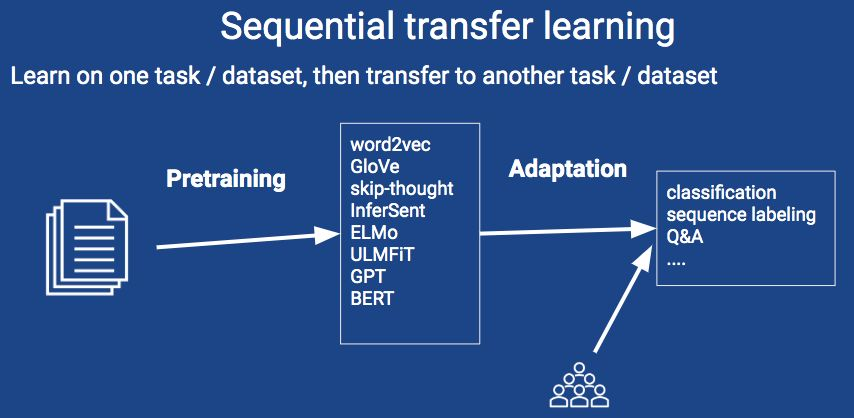 Sequential transfer learning
Learn on one task / dataset, then transfer to another task / dataset
Pretraining
word2vec
GloVe
skip-thought
InferSent
ELMo
ULMFiT
GPT
BERT
Adaptation
classification
sequence labeling
Q&A
....